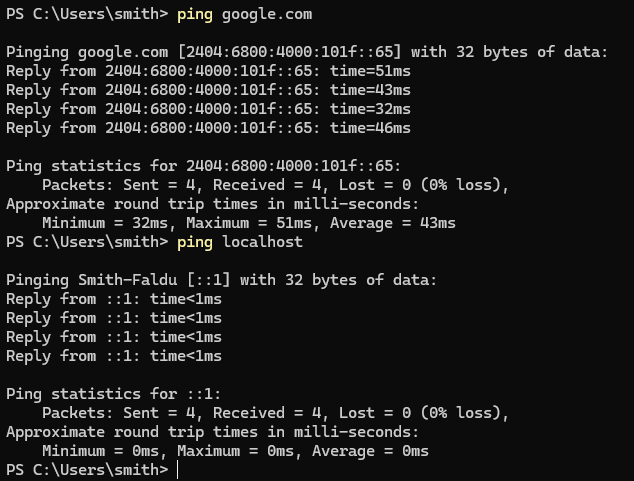 PS C:\Users\smith> ping google.com
Pinging google.com [2404:6800:4000:101f::65] with 32 bytes of data:
Reply from 2404:6800:4000:101f::65: time=51ms
Reply from 2404:6800:4000:101f::65: time=43ms
Reply from 2404:6800:4000:101f::65: time=32ms
Reply from 2404:6800:4000:101f::65: time=46ms
Ping statistics for 2404:6800:4000:101f::65:
    Packets: Sent = 4, Received = 4, Lost = 0 (0% loss),
Approximate round trip times in milli-seconds:
    Minimum = 32ms, Maximum = 51ms, Average = 43ms
PS C:\Users\smith> ping localhost
Pinging Smith-Faldu [::1] with 32 bytes of data:
Reply from ::1: time<1ms
Reply from ::1: time<1ms
Reply from ::1: time<1ms
Reply from ::1: time<1ms
Ping statistics for ::1:
    Packets: Sent = 4, Received = 4, Lost = 0 (0% loss),
Approximate round trip times in milli-seconds:
    Minimum = 0ms, Maximum = 0ms, Average = 0ms
PS C:\Users\smith>